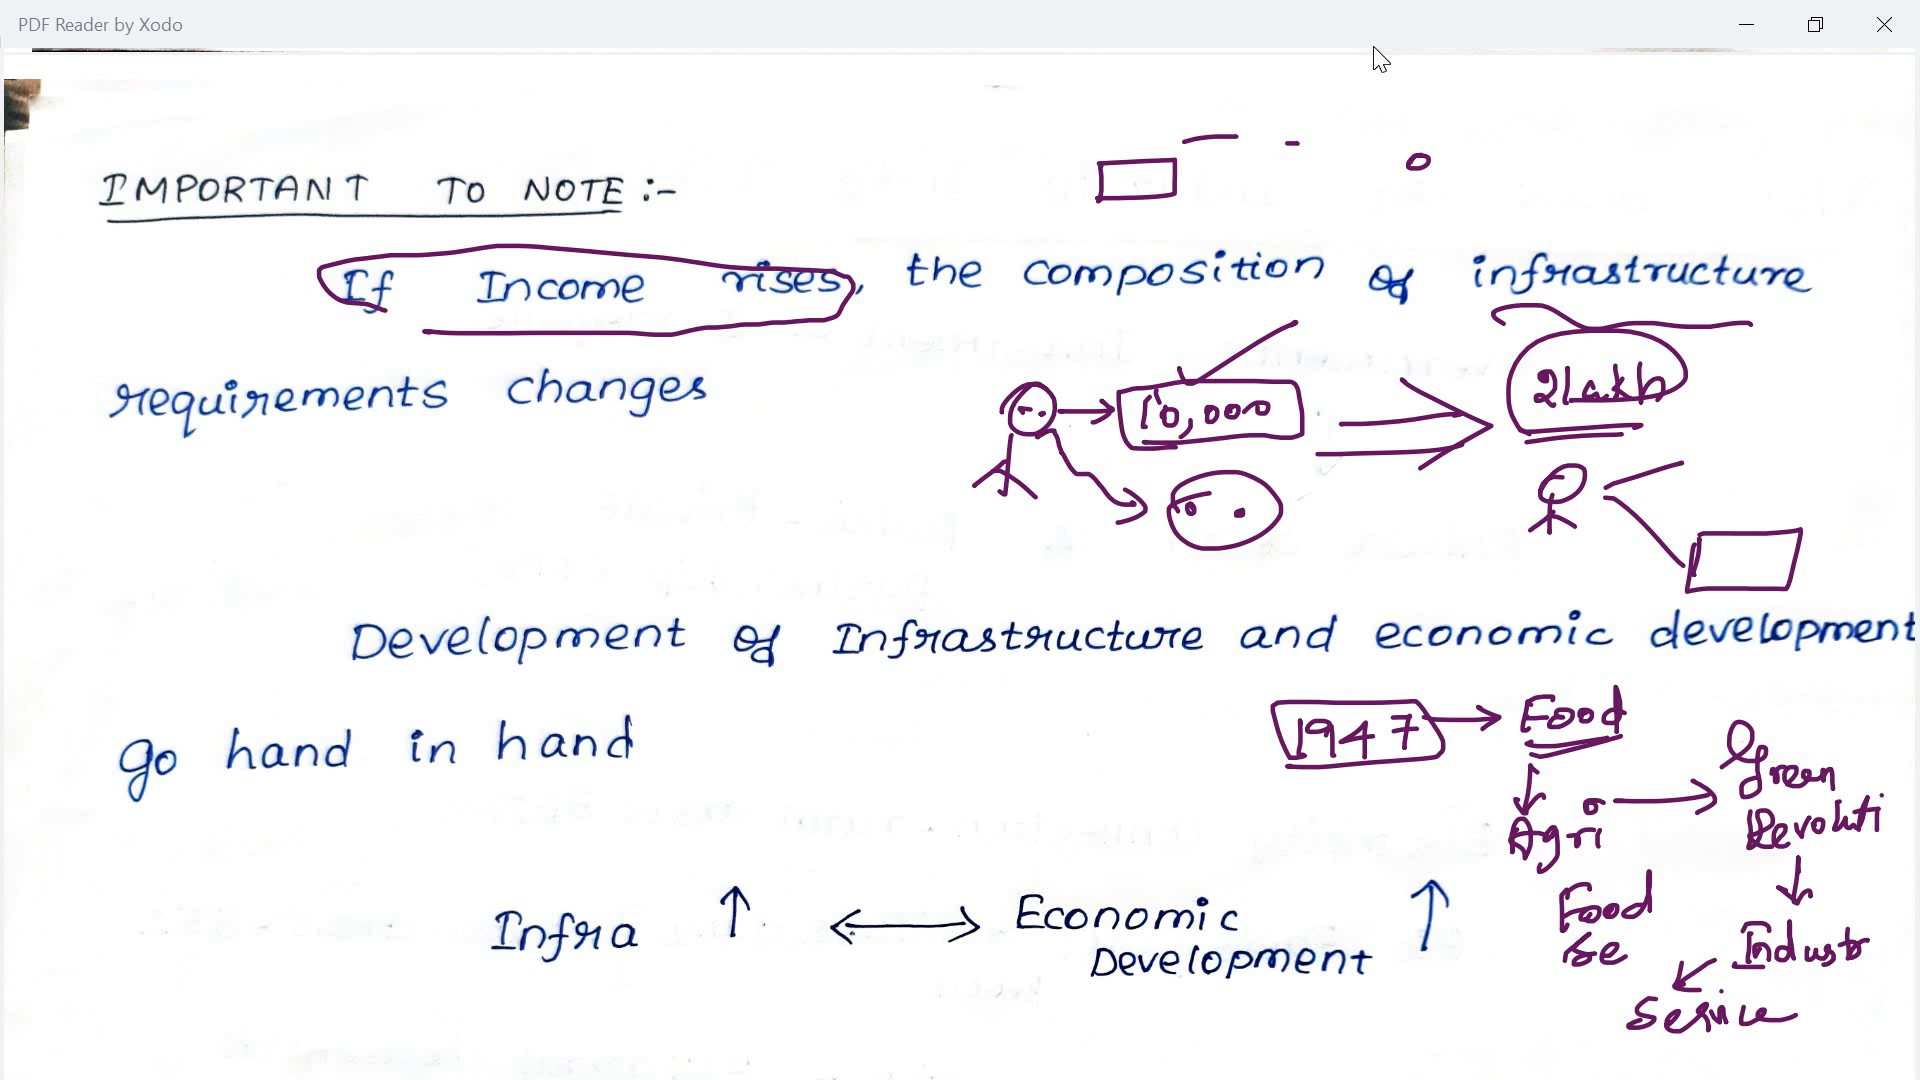 PDF Reader by Xodo
IMPORTANT TO NOTE :-
If Income rises, the composition of infrastructure
requirements changes
10,000
2lakh
Development of Infrastructure and economic development
go hand in hand
1947 Food
Green
Agri Revoluti
Food
Se
Infra Economic
Development
Industr
Service